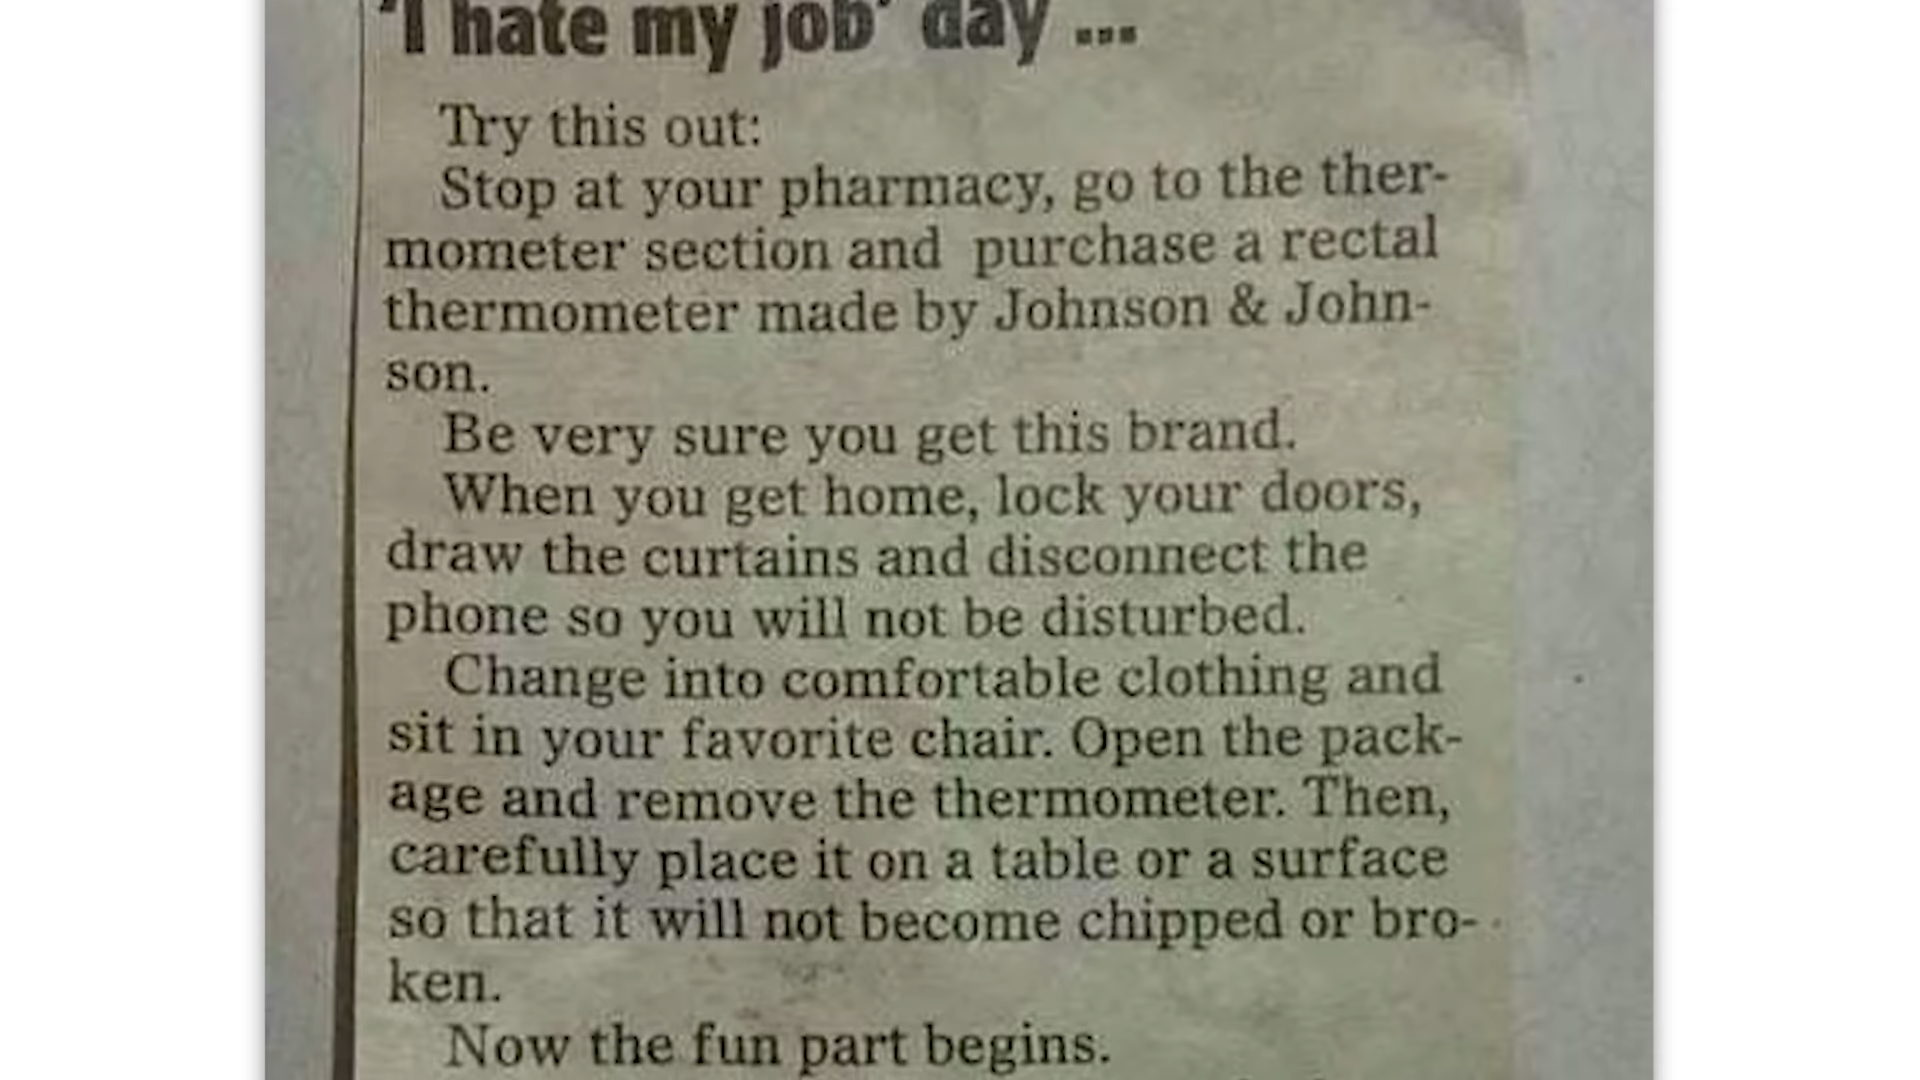 'I hate my job' day ...
Try this out:
Stop at your pharmacy, go to the ther-
mometer section and purchase a rectal
thermometer made by Johnson & John-
son.
Be very sure you get this brand.
When you get home, lock your doors,
draw the curtains and disconnect the
phone so you will not be disturbed.
Change into comfortable clothing and
sit in your favorite chair. Open the pack-
age and remove the thermometer. Then,
carefully place it on a table or a surface
so that it will not become chipped or bro-
ken.
Now the fun part begins.